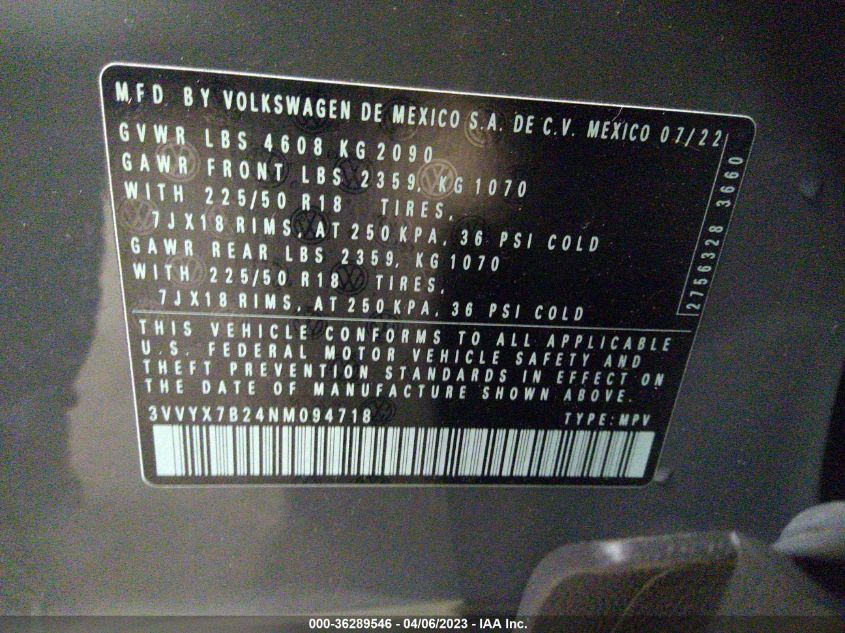 MFD. BY VOLKSWAGEN DE MEXICO S.A. DE C.V. MEXICO 07/22
GVWR LBS 4608 KG 2090
GAWR FRONT LBS 2359, KG 1070
WITH 225/50 R18 TIRES,
7JX18 RIMS, AT 250 KPA, 36 PSI COLD
GAWR REAR LBS 2359, KG 1070
WITH 225/50 R18 TIRES,
7JX18 RIMS, AT 250 KPA, 36 PSI COLD
2756328 3660
THIS VEHICLE CONFORMS TO ALL APPLICABLE
U.S. FEDERAL MOTOR VEHICLE SAFETY AND
THEFT PREVENTION STANDARDS IN EFFECT ON
THE DATE OF MANUFACTURE SHOWN ABOVE.
3VVYX7B24NM094718 TYPE: MPV
000-36289546 - 04/06/2023 - IAA Inc.